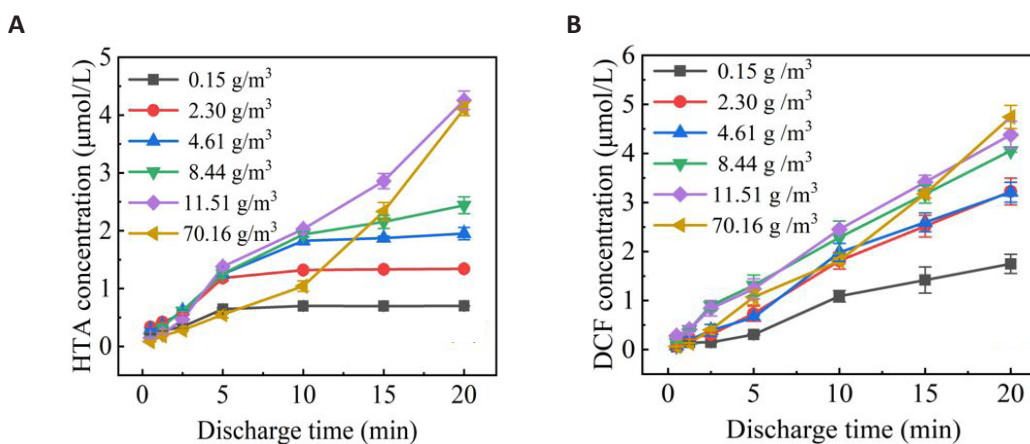 A
HTA concentration (μmol/L)
5
4
3
2
1
0
0.15 g/m³
2.30 g/m³
4.61 g/m³
8.44 g/m³
11.51 g/m³
70.16 g/m³
0 5 10 15 20
Discharge time (min)
B
DCF concentration (μmol/L)
6
5
4
3
2
1
0
0.15 g /m³
2.30 g /m³
4.61 g /m³
8.44 g /m³
11.51 g /m³
70.16 g /m³
0 5 10 15 20
Discharge time (min)